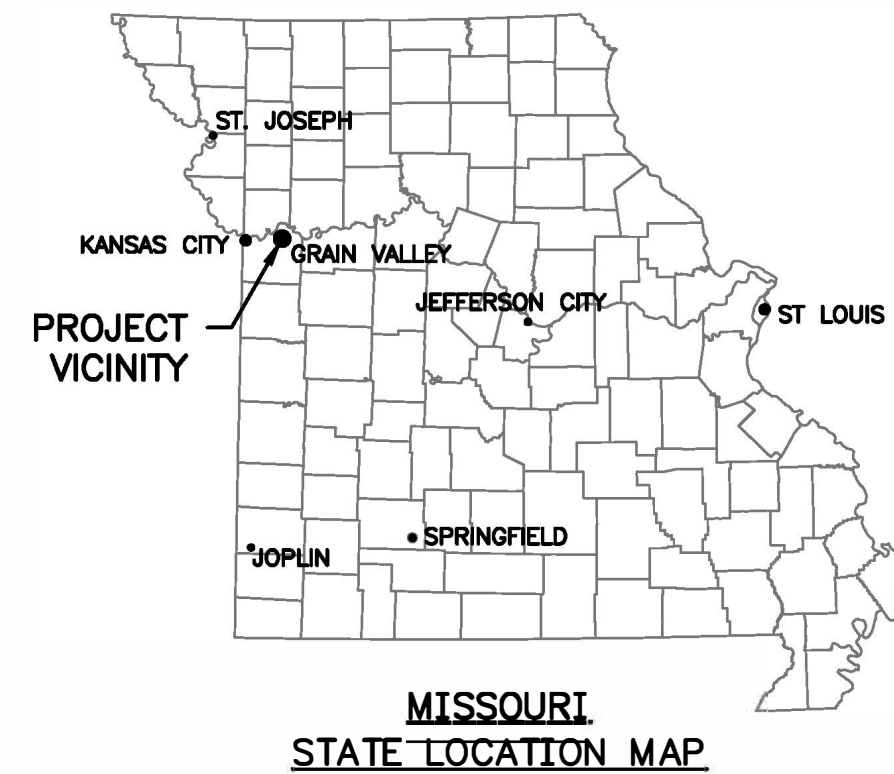 ST. JOSEPH
KANSAS CITY
GRAIN VALLEY
PROJECT
VICINITY
JEFFERSON CITY
ST LOUIS
SPRINGFIELD
JOPLIN
MISSOURI
STATE LOCATION MAP